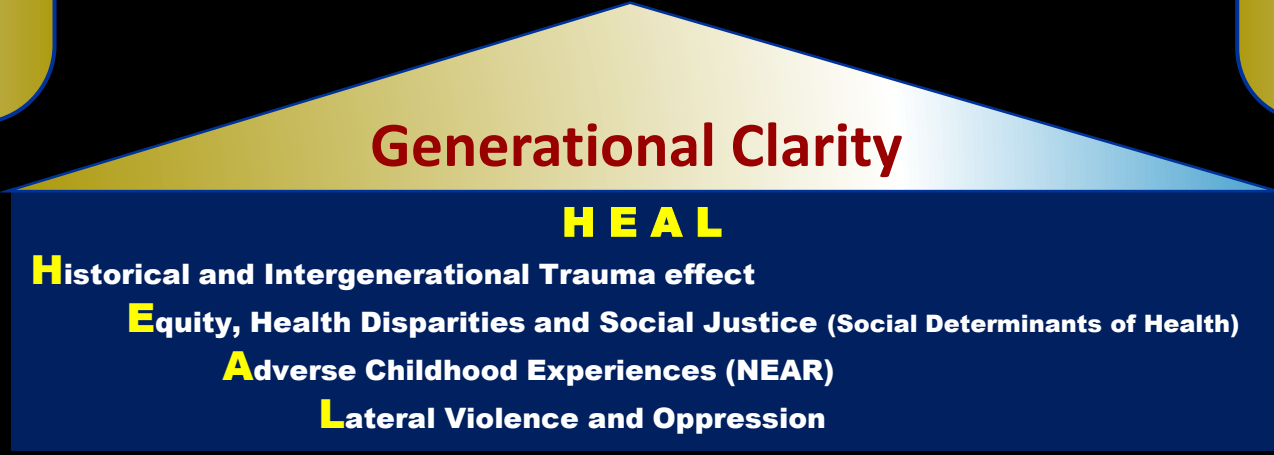 Generational Clarity
H E A L
Historical and Intergenerational Trauma effect
Equity, Health Disparities and Social Justice (Social Determinants of Health)
Adverse Childhood Experiences (NEAR)
Lateral Violence and Oppression